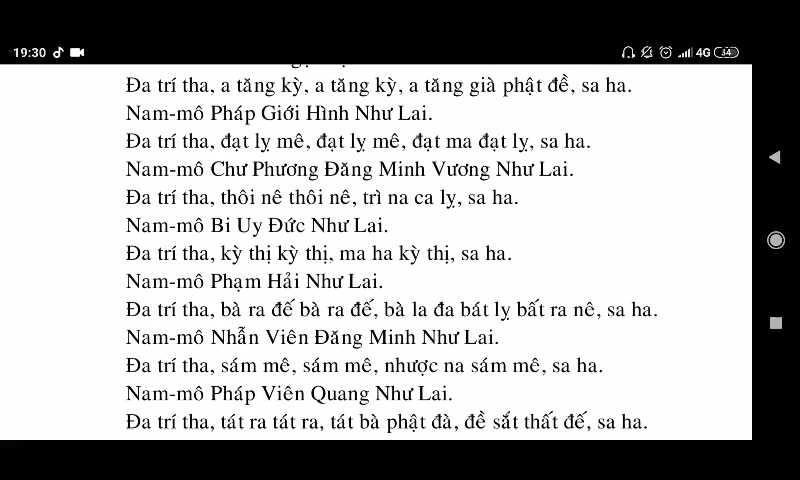 19:30
4G 34
Đa trí tha, a tăng kỳ, a tăng kỳ, a tăng già phật đề, sa ha.
Nam-mô Pháp Giới Hình Như Lai.
Đa trí tha, đạt lỵ mê, đạt lỵ mê, đạt ma đạt lỵ, sa ha.
Nam-mô Chư Phương Đăng Minh Vương Như Lai.
Đa trí tha, thôi nê thôi nê, trì na ca lỵ, sa ha.
Nam-mô Bi Uy Đức Như Lai.
Đa trí tha, kỳ thị kỳ thị, ma ha kỳ thị, sa ha.
Nam-mô Phạm Hải Như Lai.
Đa trí tha, bà ra đế bà ra đế, bà la đa bát lỵ bất ra nê, sa ha.
Nam-mô Nhẫn Viên Đăng Minh Như Lai.
Đa trí tha, sám mê, sám mê, nhược na sám mê, sa ha.
Nam-mô Pháp Viên Quang Như Lai.
Đa trí tha, tát ra tát ra, tát bà phật đà, đề sắt thất đế, sa ha.